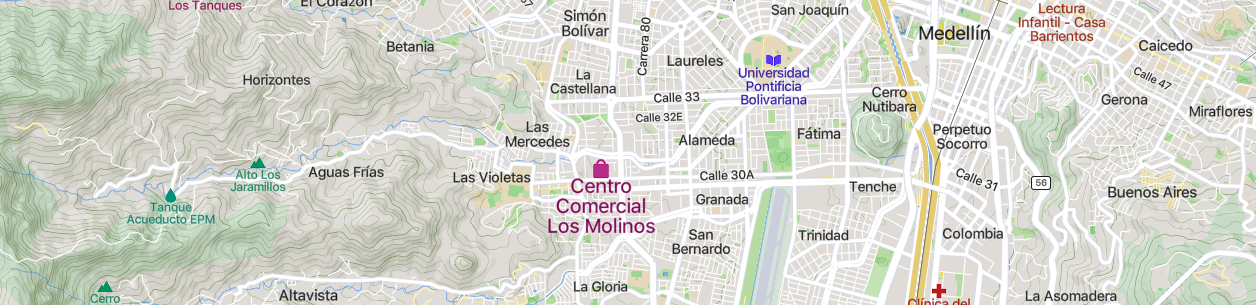 Los Tanques
El Corazón
67
Simón
Bolívar
Carrera 80
San Joaquín
Medellín
Lectura
Infantil - Casa
Barrientos
Caicedo
Betania
Horizontes
La
Castellana
Laureles
Universidad
Pontificia
Bolivariana
Calle 33
Calle 32E
Cerro
Nutibara
Calle 47
Gerona
Miraflores
Las
Mercedes
Alameda
Fátima
Perpetuo
Socorro
Alto Los
Jaramillos
Aguas Frías
Las Violetas
Centro
Comercial
Los Molinos
Calle 30A
Granada
Tenche
Calle 31
56
Buenos Aires
Tanque
Acueducto EPM
San
Bernardo
Trinidad
Colombia
Cerro
Altavista
La Gloria
Clínica del
La Asomadera